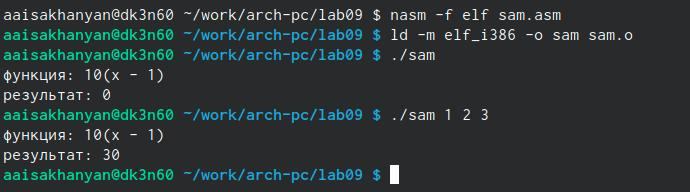 aaisakhanyan@dk3n60 ~/work/arch-pc/lab09 $ nasm -f elf sam.asm
aaisakhanyan@dk3n60 ~/work/arch-pc/lab09 $ ld -m elf_i386 -o sam sam.o
aaisakhanyan@dk3n60 ~/work/arch-pc/lab09 $ ./sam
функция: 10(x - 1)
результат: 0
aaisakhanyan@dk3n60 ~/work/arch-pc/lab09 $ ./sam 1 2 3
функция: 10(x - 1)
результат: 30
aaisakhanyan@dk3n60 ~/work/arch-pc/lab09 $